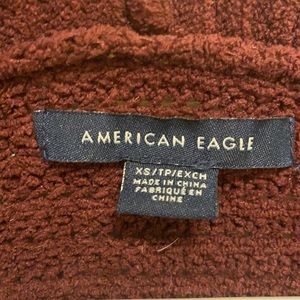 AMERICAN EAGLE
XS/TP/EXCH
MADE IN CHINA
FABRIQUÉ EN
CHINE